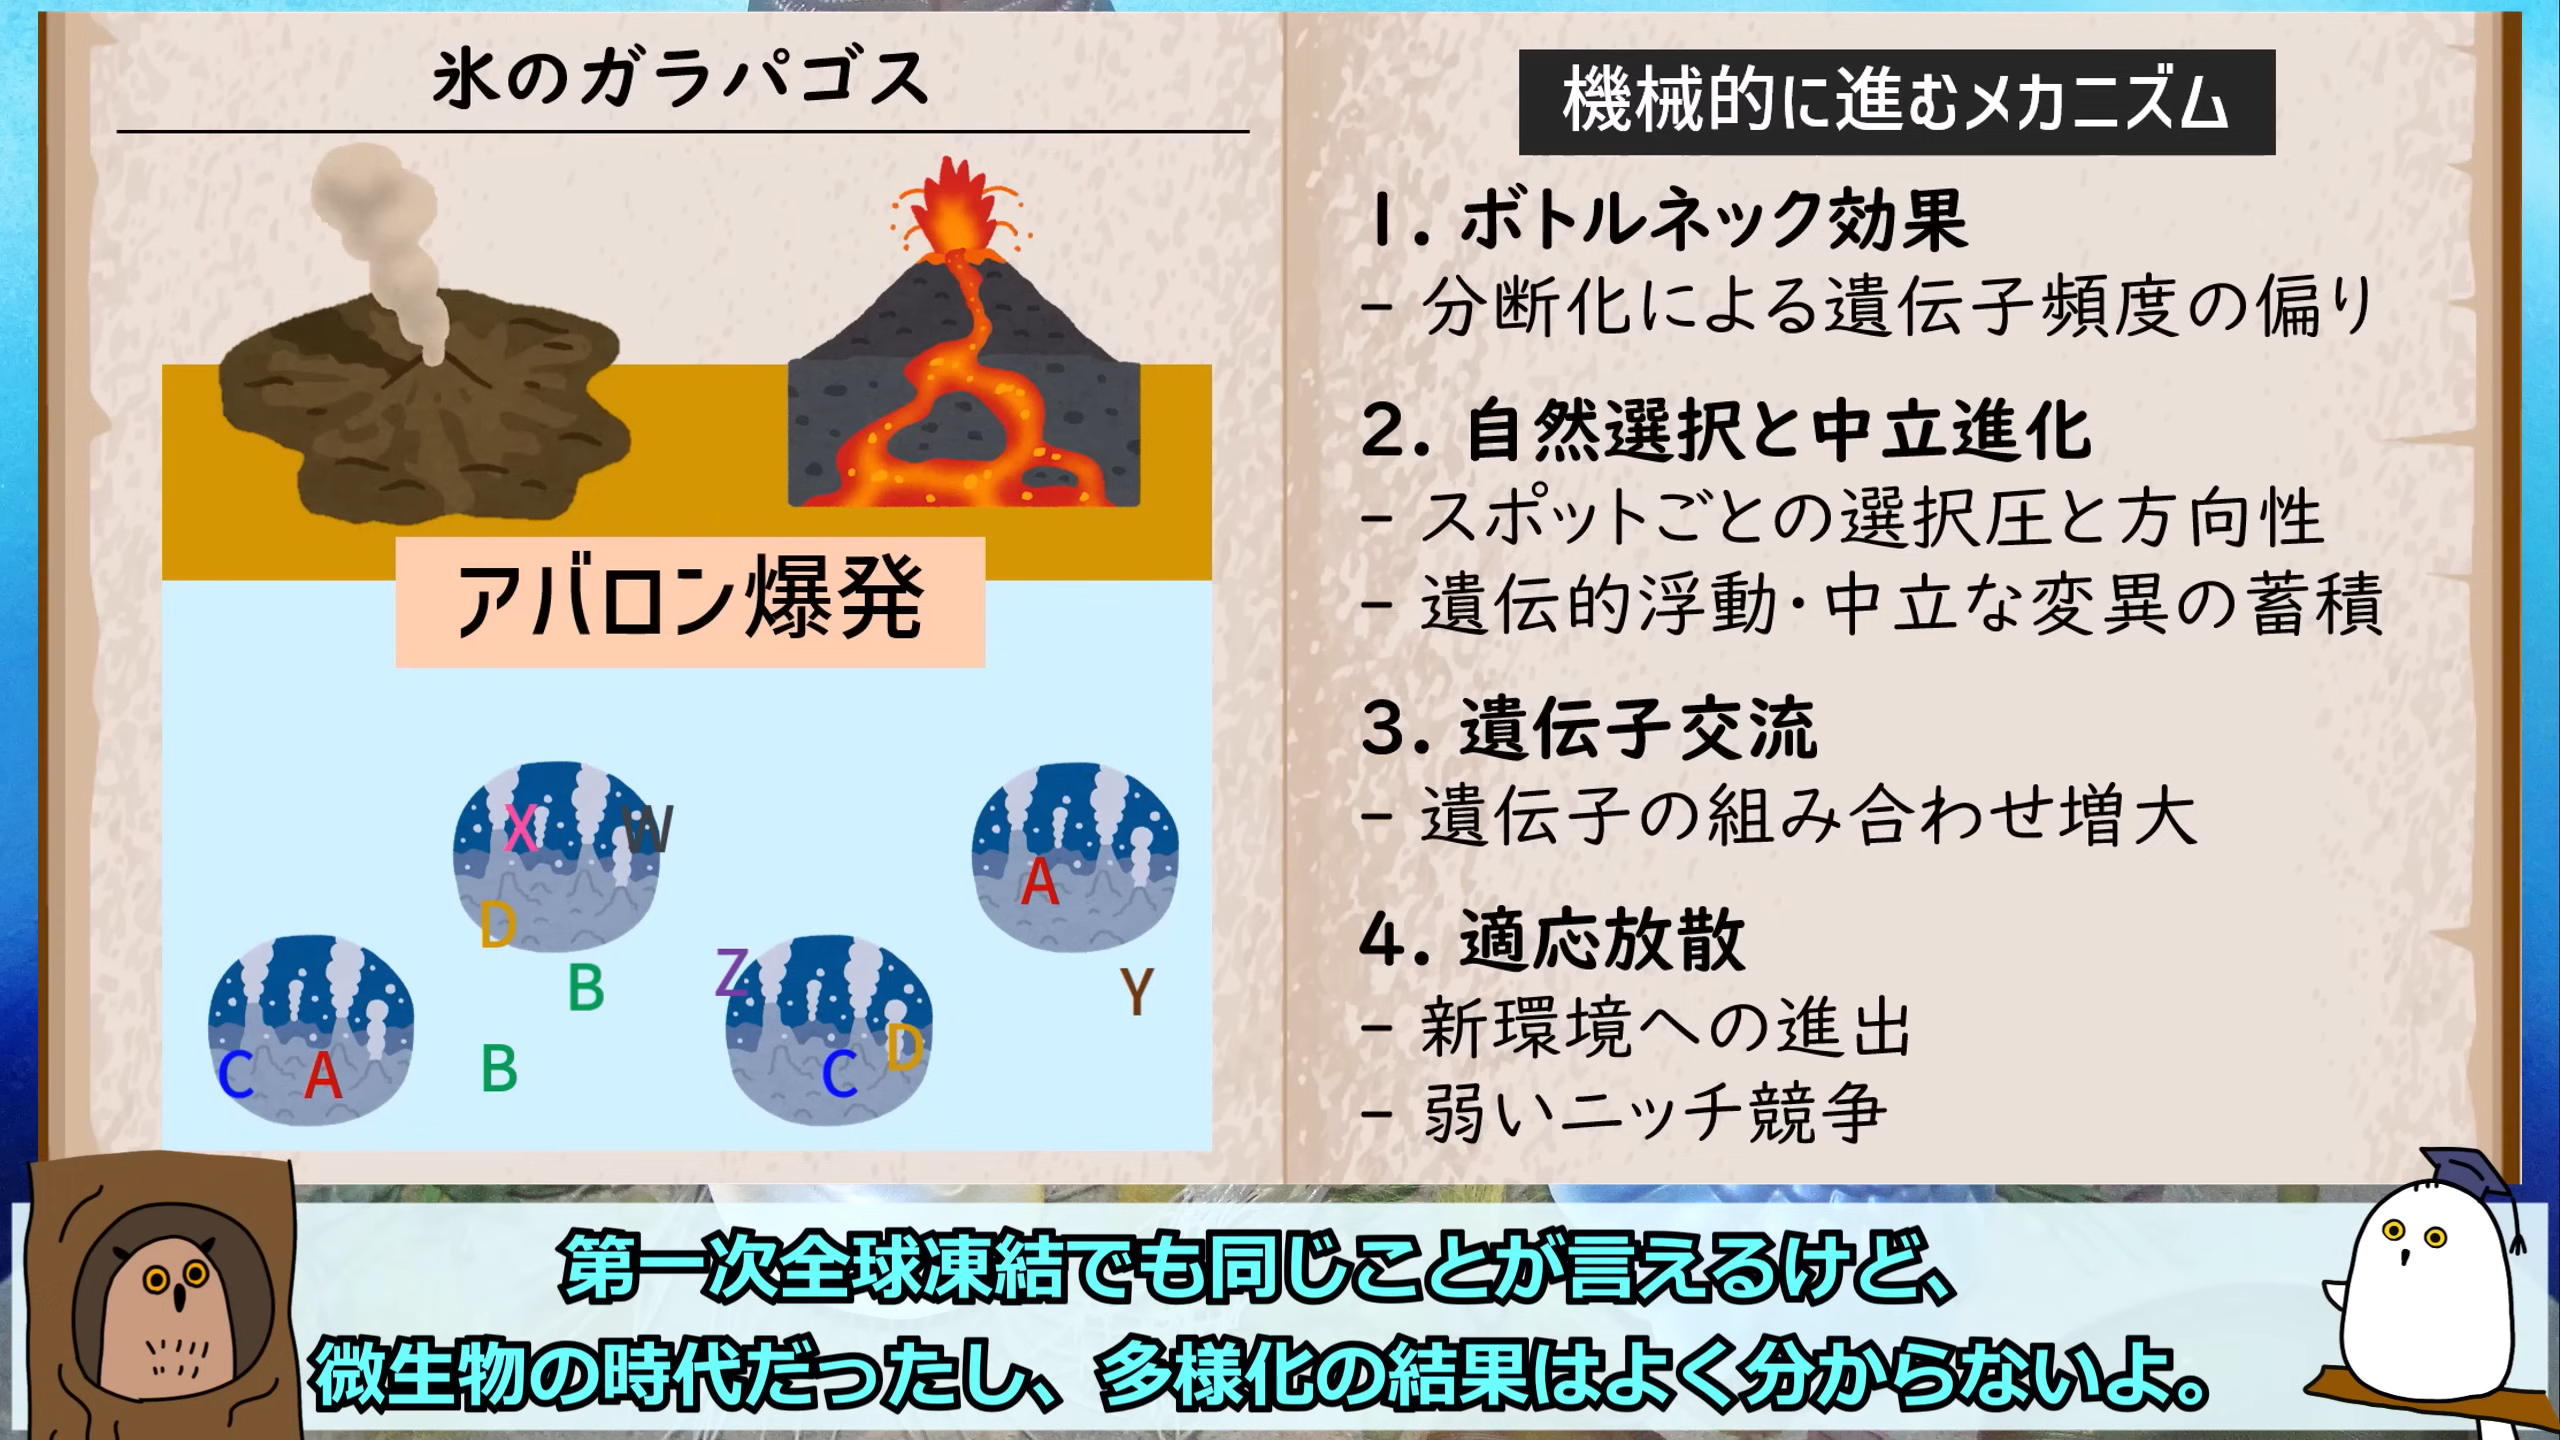 氷のガラパゴス
アバロン爆発
X
W
D
B
C
A
B
Z
C
D
A
Y
機械的に進むメカニズム
1. ボトルネック効果
- 分断化による遺伝子頻度の偏り
2. 自然選択と中立進化
- スポットごとの選択圧と方向性
- 遺伝的浮動・中立な変異の蓄積
3. 遺伝子交流
- 遺伝子の組み合わせ増大
4. 適応放散
- 新環境への進出
- 弱いニッチ競争
第一次全球凍結でも同じことが言えるけど、
微生物の時代だったし、多様化の結果はよく分からないよ。